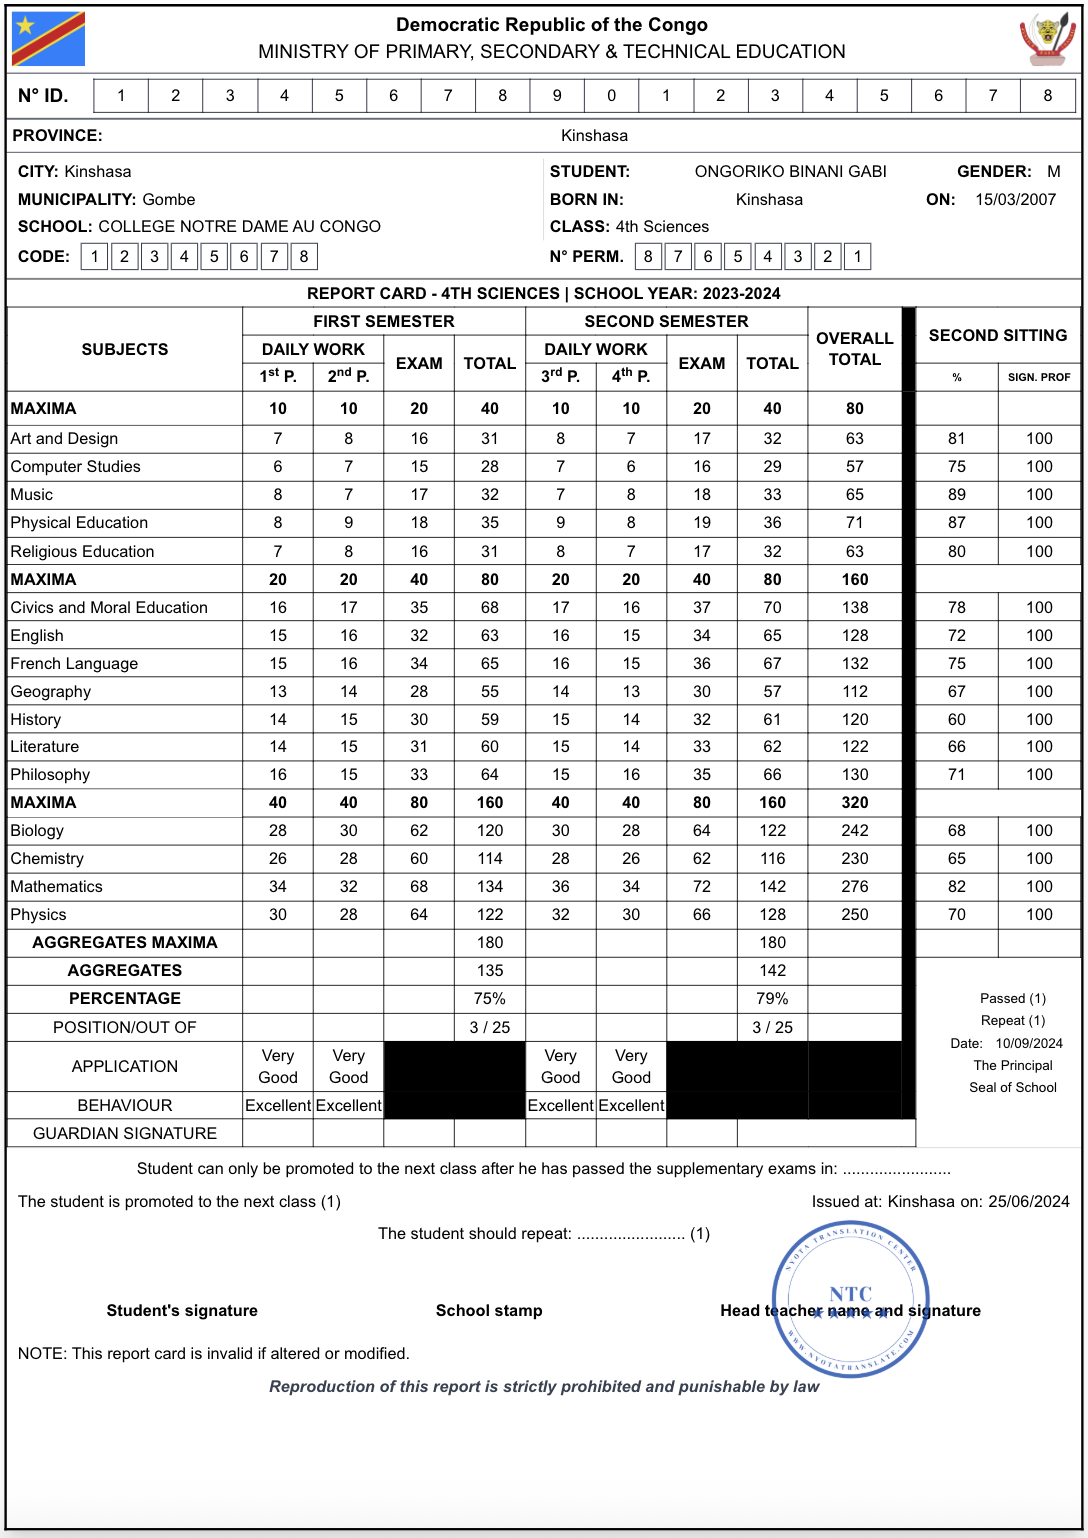 Democratic Republic of the Congo
MINISTRY OF PRIMARY, SECONDARY & TECHNICAL EDUCATION
N° ID. 1 2 3 4 5 6 7 8 9 0 1 2 3 4 5 6 7 8
PROVINCE: Kinshasa
CITY: Kinshasa STUDENT: ONGORIKO BINANI GABI GENDER: M
MUNICIPALITY: Gombe BORN IN: Kinshasa ON: 15/03/2007
SCHOOL: COLLEGE NOTRE DAME AU CONGO CLASS: 4th Sciences
CODE: 1 2 3 4 5 6 7 8 N° PERM. 8 7 6 5 4 3 2 1
REPORT CARD - 4TH SCIENCES | SCHOOL YEAR: 2023-2024
SUBJECTS FIRST SEMESTER SECOND SEMESTER OVERALL TOTAL SECOND SITTING
DAILY WORK EXAM TOTAL DAILY WORK EXAM TOTAL
1st P. 2nd P. 3rd P. 4th P. % SIGN. PROF
MAXIMA 10 10 20 40 10 10 20 40 80
Art and Design 7 8 16 31 8 7 17 32 63 81 100
Computer Studies 6 7 15 28 7 6 16 29 57 75 100
Music 8 7 17 32 7 8 18 33 65 89 100
Physical Education 8 9 18 35 9 8 19 36 71 87 100
Religious Education 7 8 16 31 8 7 17 32 63 80 100
MAXIMA 20 20 40 80 20 20 40 80 160
Civics and Moral Education 16 17 35 68 17 16 37 70 138 78 100
English 15 16 32 63 16 15 34 65 128 72 100
French Language 15 16 34 65 16 15 36 67 132 75 100
Geography 13 14 28 55 14 13 30 57 112 67 100
History 14 15 30 59 15 14 32 61 120 60 100
Literature 14 15 31 60 15 14 33 62 122 66 100
Philosophy 16 15 33 64 15 16 35 66 130 71 100
MAXIMA 40 40 80 160 40 40 80 160 320
Biology 28 30 62 120 30 28 64 122 242 68 100
Chemistry 26 28 60 114 28 26 62 116 230 65 100
Mathematics 34 32 68 134 36 34 72 142 276 82 100
Physics 30 28 64 122 32 30 66 128 250 70 100
AGGREGATES MAXIMA 180 180
AGGREGATES 135 142
PERCENTAGE 75% 79%
POSITION/OUT OF 3 / 25 3 / 25
APPLICATION Very Good Very Good Very Good Very Good
BEHAVIOUR Excellent Excellent Excellent Excellent
GUARDIAN SIGNATURE
Passed (1)
Repeat (1)
Date: 10/09/2024
The Principal
Seal of School
Student can only be promoted to the next class after he has passed the supplementary exams in: ........................
The student is promoted to the next class (1) Issued at: Kinshasa on: 25/06/2024
The student should repeat: ........................ (1)
NYOTA TRANSLATION CENTER
NTC
WWW.NYOTATRANSLATE.COM
Student's signature School stamp Head teacher name and signature
NOTE: This report card is invalid if altered or modified.
Reproduction of this report is strictly prohibited and punishable by law